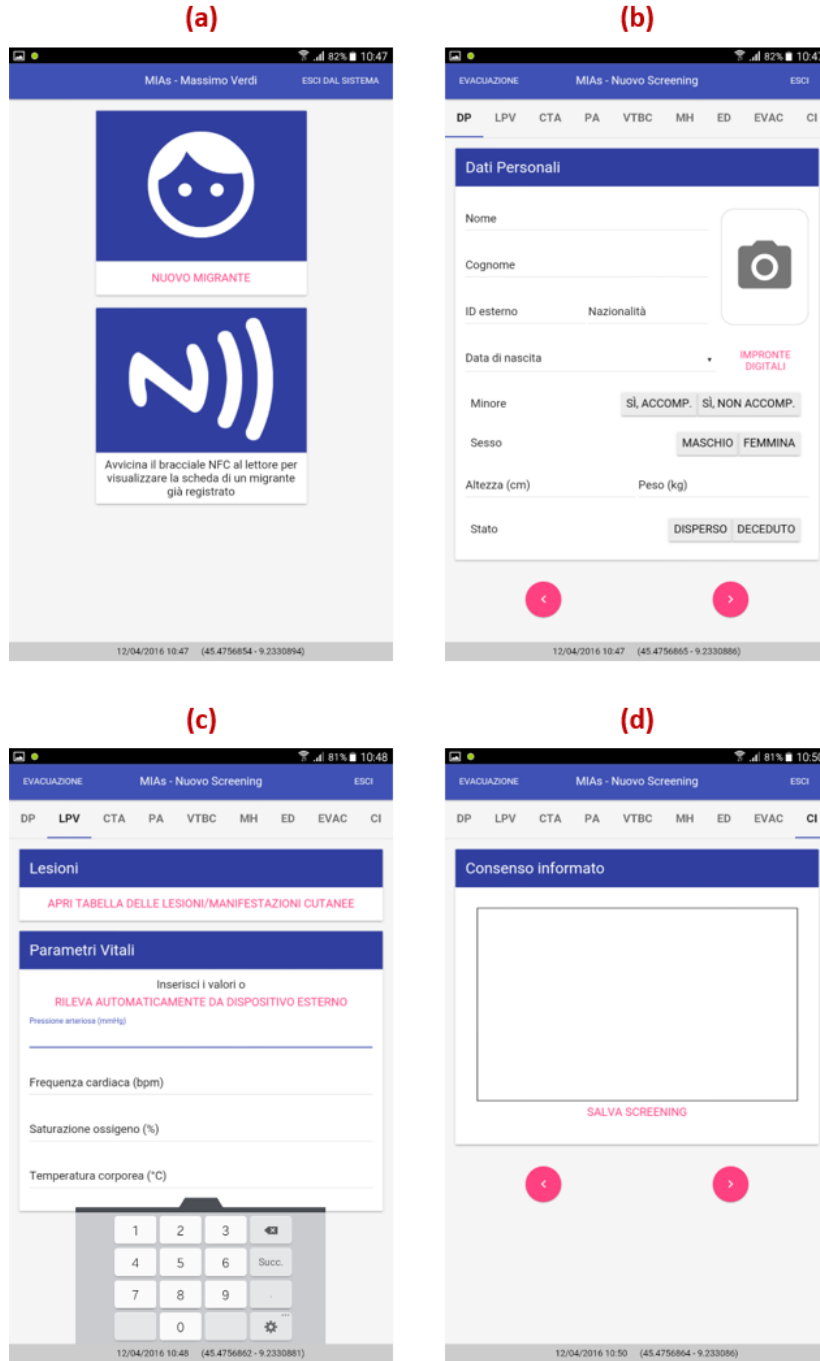 (a)
82% 10:47
MIAs - Massimo Verdi ESCI DAL SISTEMA
NUOVO MIGRANTE
Avvicina il bracciale NFC al lettore per
visualizzare la scheda di un migrante
già registrato
12/04/2016 10:47 (45.4756854 - 9.2330894)
(b)
82% 10:47
EVACUAZIONE MIAs - Nuovo Screening ESCI
DP LPV CTA PA VTBC MH ED EVAC CI
Dati Personali
Nome
Cognome
ID esterno Nazionalità
Data di nascita IMPRONTE
DIGITALI
Minore SÌ, ACCOMP. SÌ, NON ACCOMP.
Sesso MASCHIO FEMMINA
Altezza (cm) Peso (kg)
Stato DISPERSO DECEDUTO
12/04/2016 10:47 (45.4756865 - 9.2330886)
(c)
81% 10:48
EVACUAZIONE MIAs - Nuovo Screening ESCI
DP LPV CTA PA VTBC MH ED EVAC CI
Lesioni
APRI TABELLA DELLE LESIONI/MANIFESTAZIONI CUTANEE
Parametri Vitali
Inserisci i valori o
RILEVA AUTOMATICAMENTE DA DISPOSITIVO ESTERNO
Pressione arteriosa (mmHg)
Frequenza cardiaca (bpm)
Saturazione ossigeno (%)
Temperatura corporea (°C)
1 2 3
4 5 6 Succ.
7 8 9 .
0
12/04/2016 10:48 (45.4756862 - 9.2330881)
(d)
81% 10:50
EVACUAZIONE MIAs - Nuovo Screening ESCI
DP LPV CTA PA VTBC MH ED EVAC CI
Consenso informato
SALVA SCREENING
12/04/2016 10:50 (45.4756864 - 9.233086)